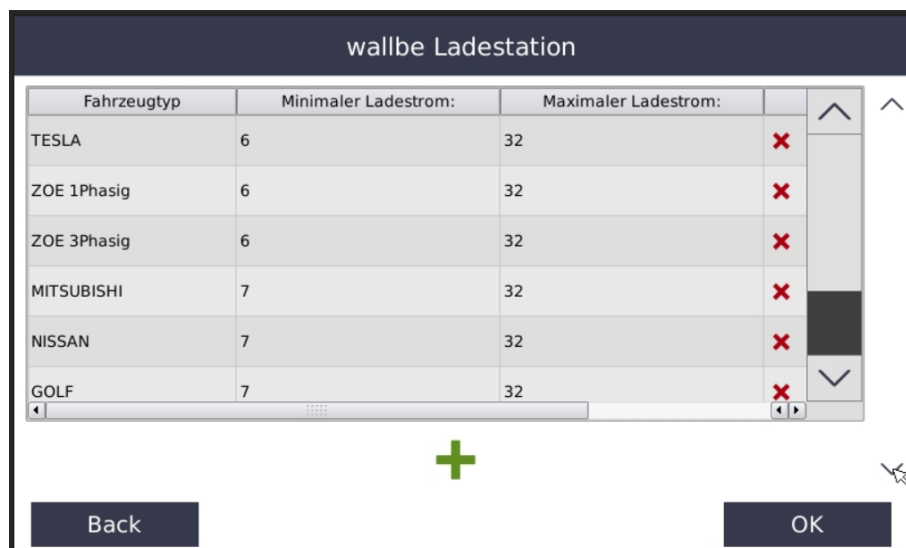 wallbe Ladestation
Fahrzeugtyp Minimaler Ladestrom: Maximaler Ladestrom:
TESLA 6 32
ZOE 1Phasig 6 32
ZOE 3Phasig 6 32
MITSUBISHI 7 32
NISSAN 7 32
GOLF 7 32
Back OK